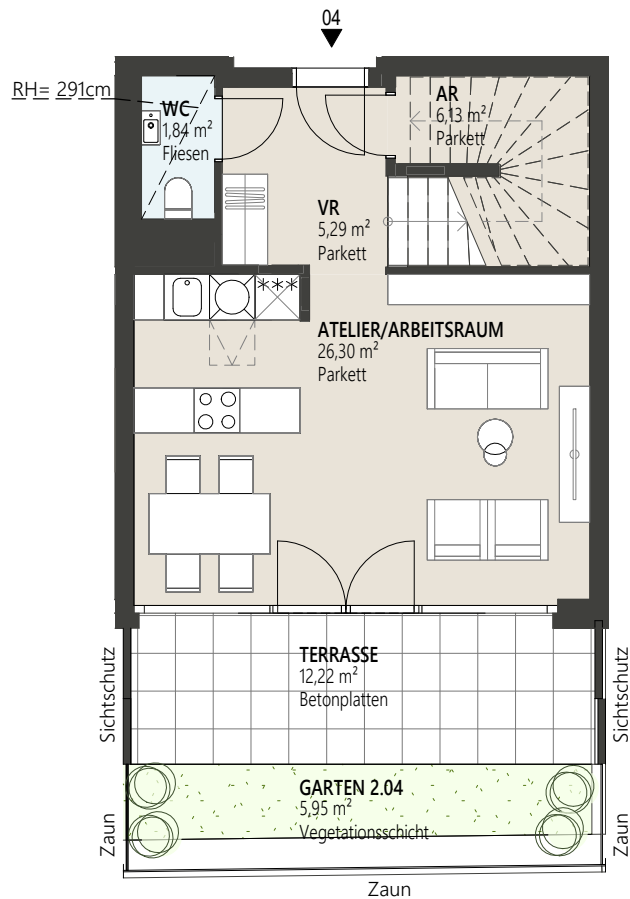 04
RH= 291cm
WC
1,84 m²
Fliesen
AR
6,13 m²
Parkett
VR
5,29 m²
Parkett
ATELIER/ARBEITSRAUM
26,30 m²
Parkett
TERRASSE
12,22 m²
Betonplatten
Sichtschutz
Sichtschutz
GARTEN 2.04
5,95 m²
Vegetationsschicht
Zaun
Zaun
Zaun